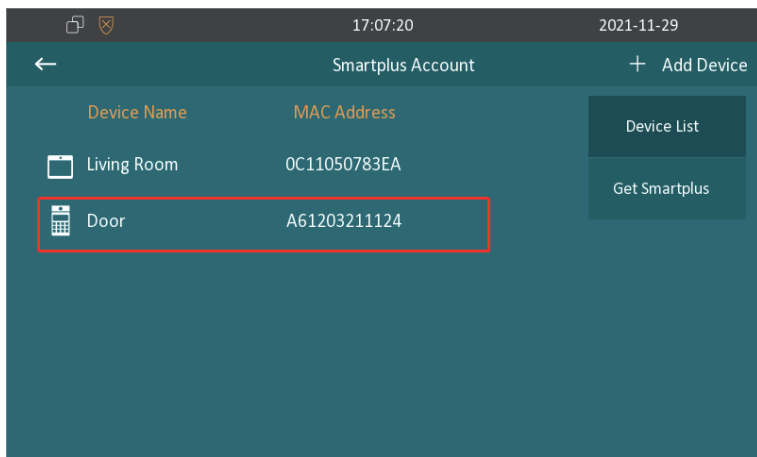 17:07:20 2021-11-29
Smartplus Account + Add Device
Device Name MAC Address
Device List
Living Room 0C11050783EA
Get Smartplus
Door A61203211124